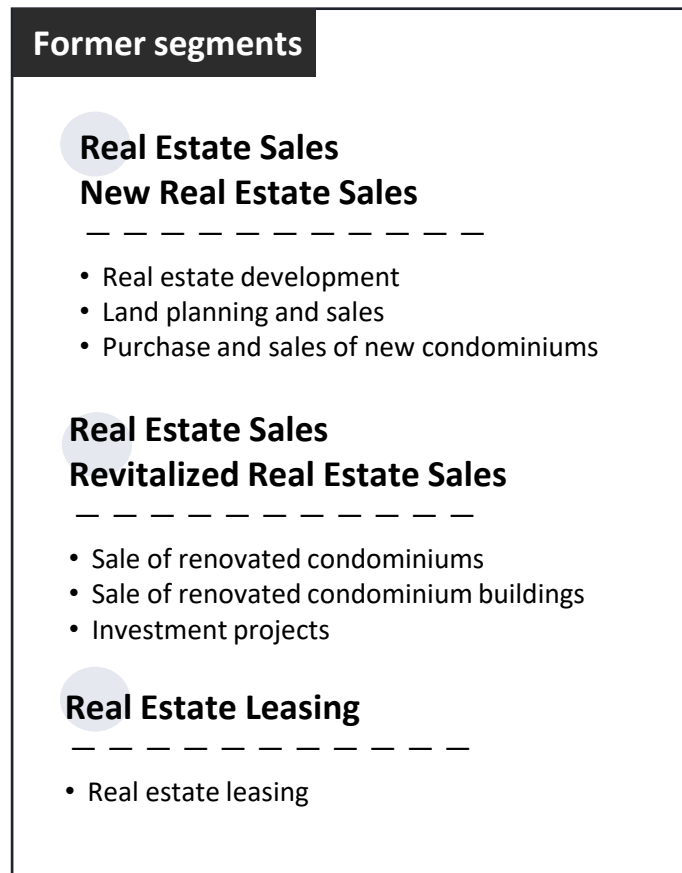 Former segments
Real Estate Sales
New Real Estate Sales
• Real estate development
• Land planning and sales
• Purchase and sales of new condominiums
Real Estate Sales
Revitalized Real Estate Sales
• Sale of renovated condominiums
• Sale of renovated condominium buildings
• Investment projects
Real Estate Leasing
• Real estate leasing